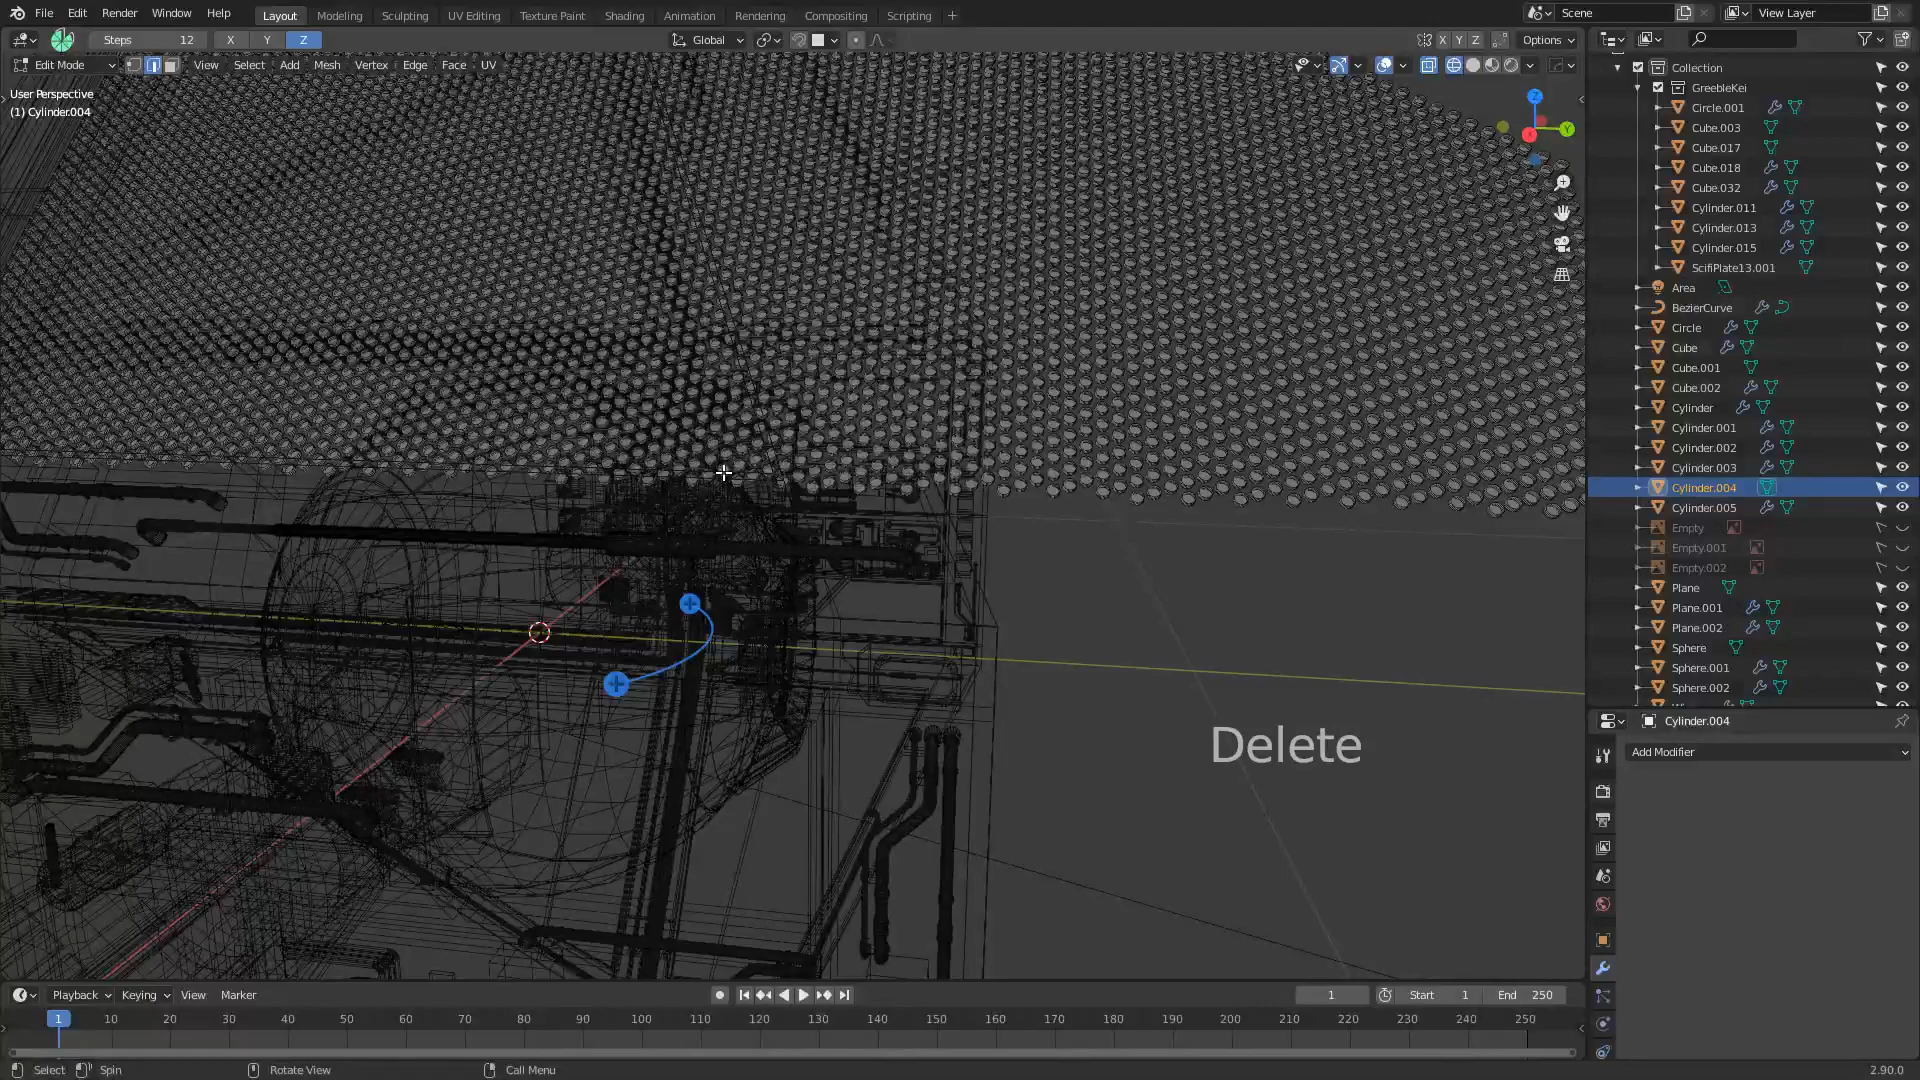 File Edit Render Window Help Layout Modeling Sculpting UV Editing Texture Paint Shading Animation Rendering Compositing Scripting + Scene View Layer
Steps 12 X Y Z Global X Y Z Options
Edit Mode View Select Add Mesh Vertex Edge Face UV
User Perspective
(1) Cylinder.004
Z
Y
X
Collection
GreebleKei
Circle.001
Cube.003
Cube.017
Cube.018
Cube.032
Cylinder.011
Cylinder.013
Cylinder.015
ScifiPlate13.001
Area
BezierCurve
Circle
Cube
Cube.001
Cube.002
Cylinder
Cylinder.001
Cylinder.002
Cylinder.003
Cylinder.004
Cylinder.005
Empty
Empty.001
Empty.002
Plane
Plane.001
Plane.002
Sphere
Sphere.001
Sphere.002
Cylinder.004
Add Modifier
Delete
Playback Keying View Marker 1 Start 1 End 250
1 10 20 30 40 50 60 70 80 90 100 110 120 130 140 150 160 170 180 190 200 210 220 230 240 250
Select Spin Rotate View Call Menu 2.90.0